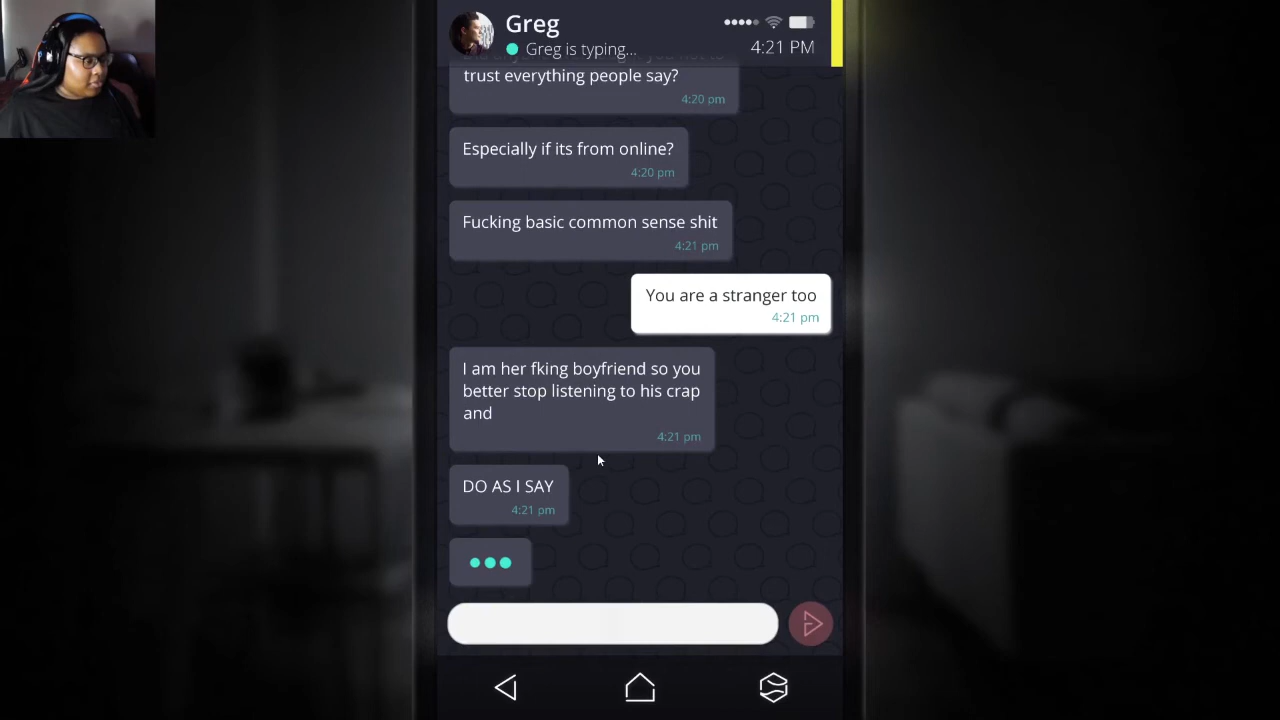 Greg
Greg is typing...
4:21 PM
trust everything people say?
4:20 pm
Especially if its from online?
4:20 pm
Fucking basic common sense shit
4:21 pm
You are a stranger too
4:21 pm
I am her fking boyfriend so you
better stop listening to his crap
and
4:21 pm
DO AS I SAY
4:21 pm